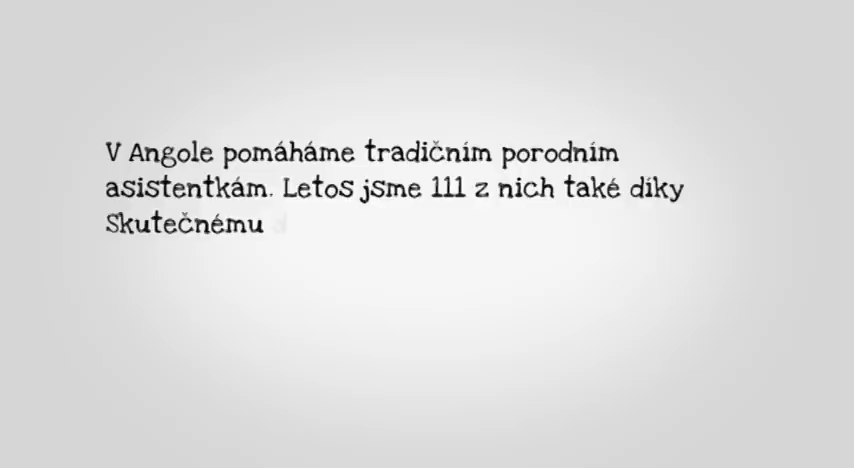 V Angole pomáháme tradičním porodním
asistentkám. Letos jsme 111 z nich také díky
Skutečnému